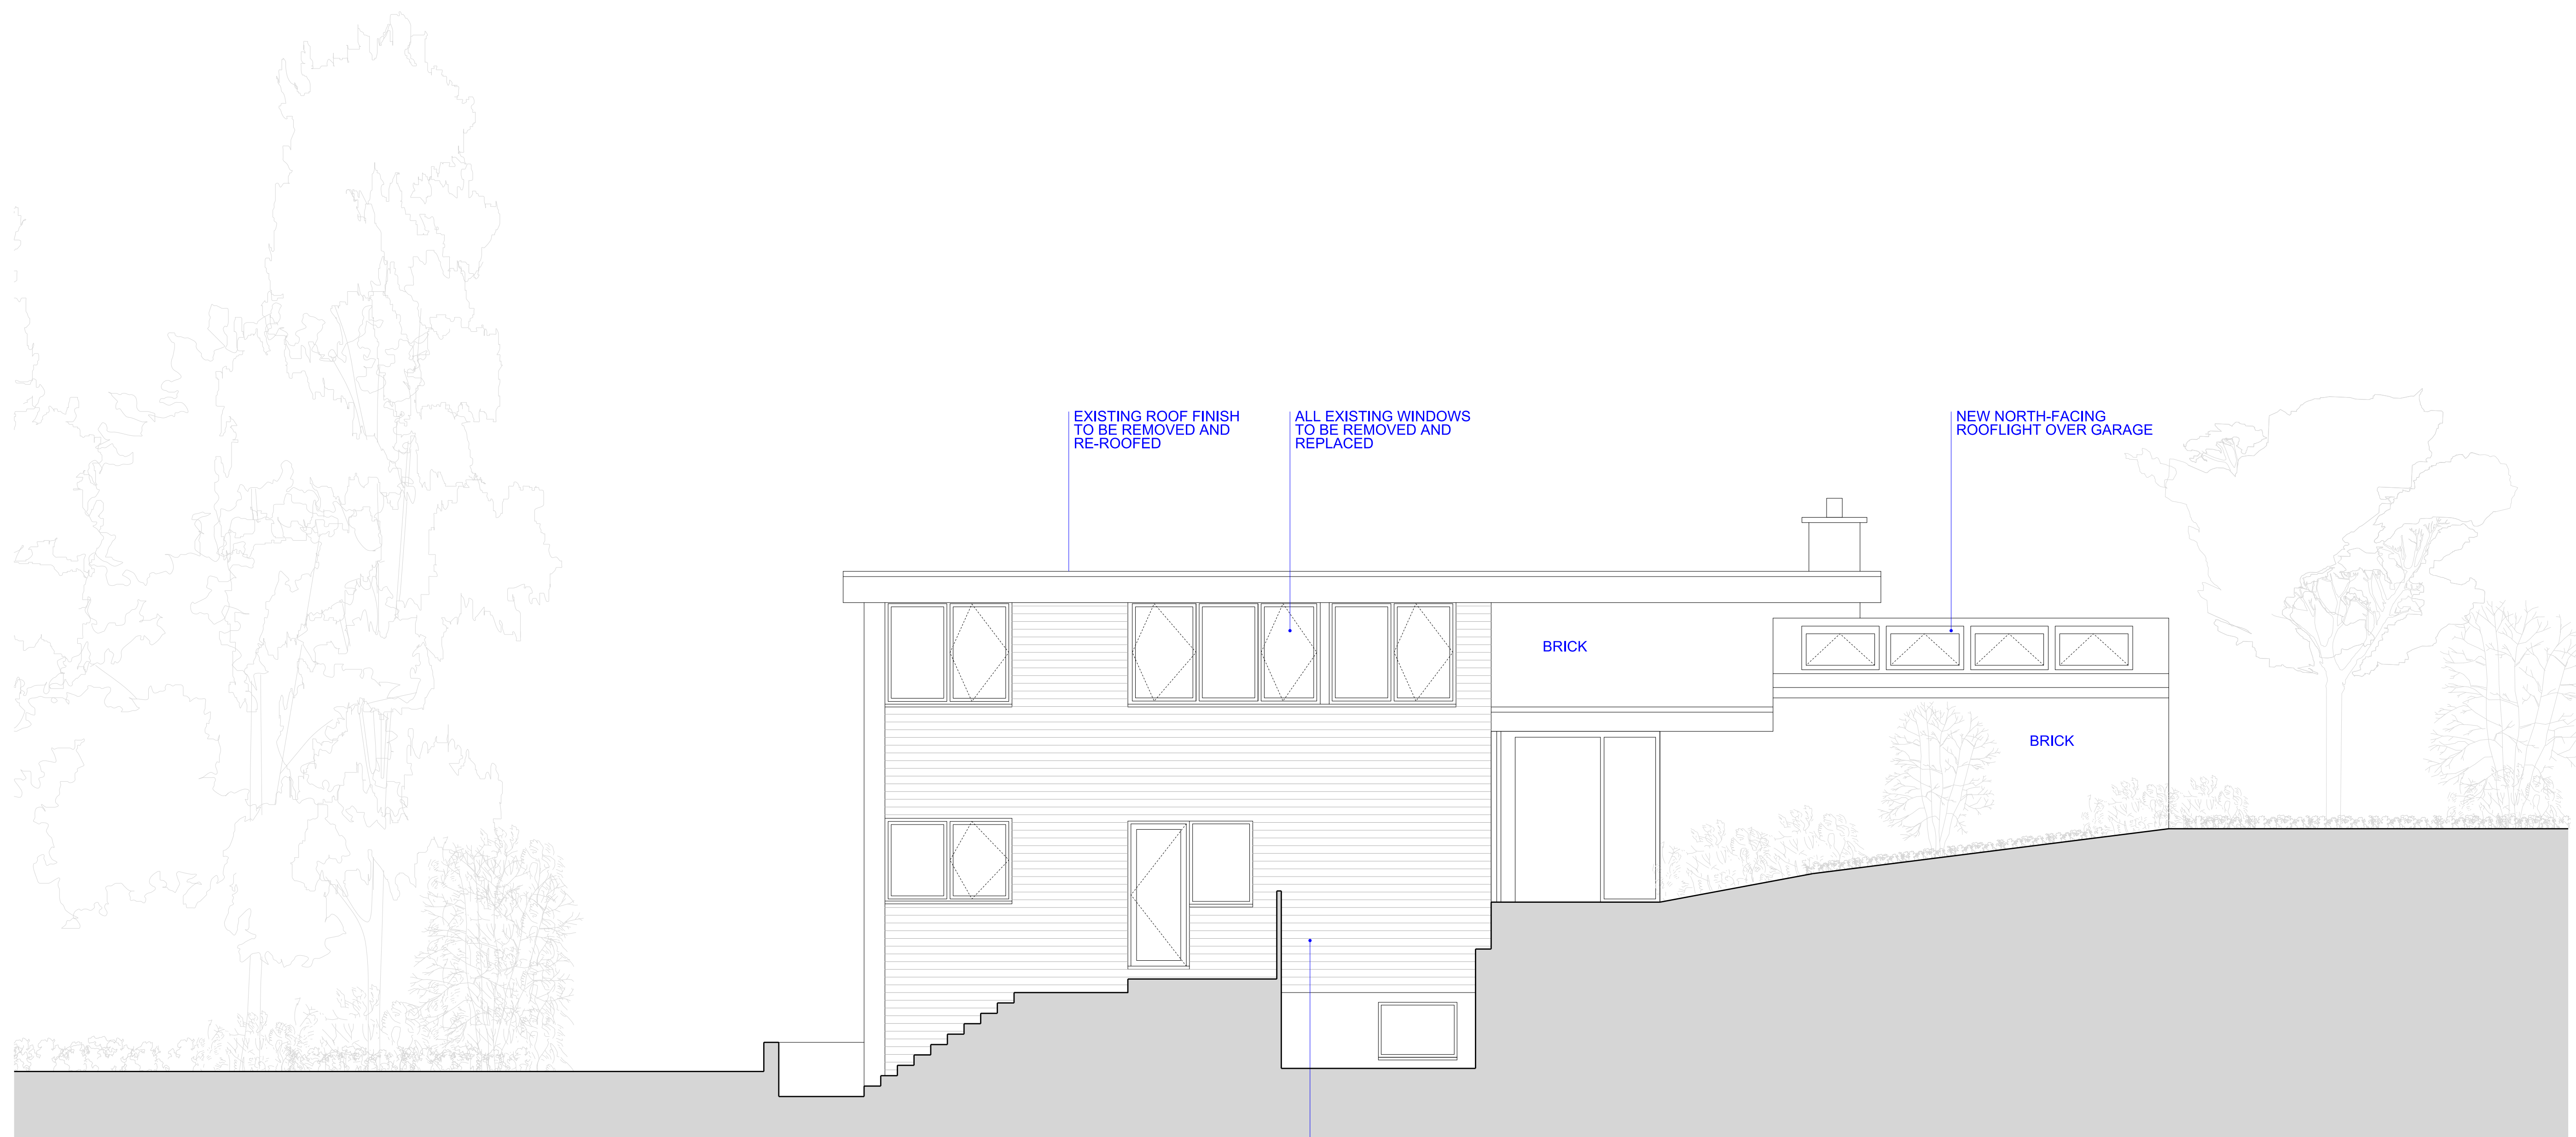 EXISTING ROOF FINISH
TO BE REMOVED AND
RE-ROOFED
ALL EXISTING WINDOWS
TO BE REMOVED AND
REPLACED
NEW NORTH-FACING
ROOFLIGHT OVER GARAGE
BRICK
BRICK